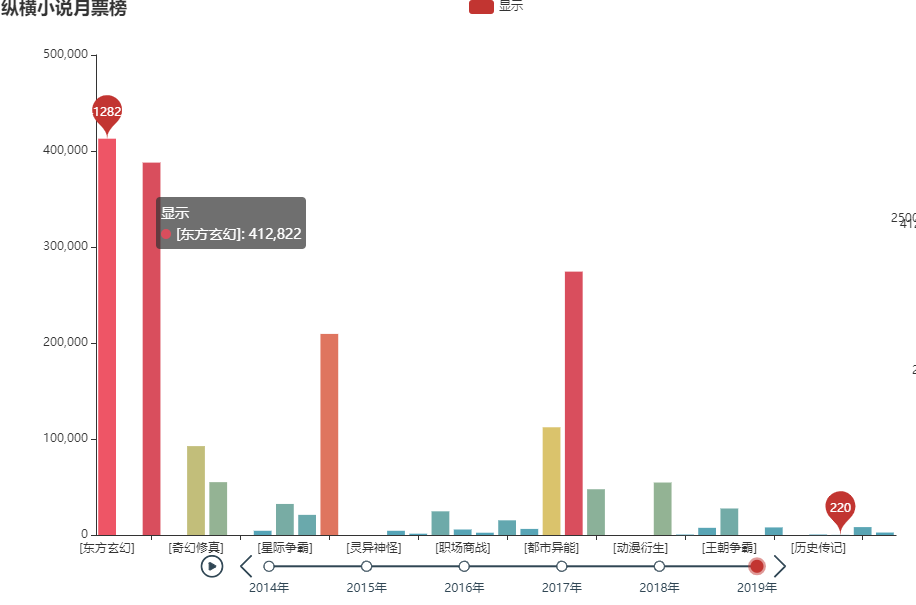 纵横小说月票榜
显示
500,000
1282
400,000
显示
[东方玄幻]: 412,822
300,000
200,000
100,000
220
0
[东方玄幻] [奇幻修真] [星际争霸] [灵异神怪] [职场商战] [都市异能] [动漫衍生] [王朝争霸] [历史传记]
2014年 2015年 2016年 2017年 2018年 2019年